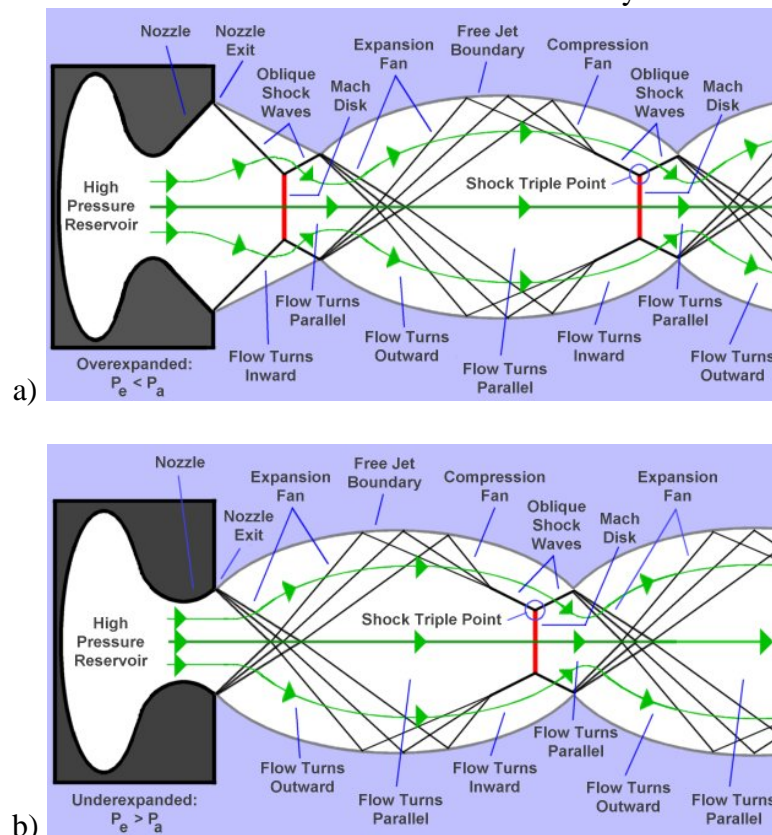 a)
Nozzle
Nozzle
Exit
Oblique
Shock
Waves
Mach
Disk
Expansion
Fan
Free Jet
Boundary
Compression
Fan
Oblique
Shock
Waves
Mach
Disk
High
Pressure
Reservoir
Shock Triple Point
Flow Turns
Parallel
Flow Turns
Inward
Flow Turns
Outward
Flow Turns
Parallel
Flow Turns
Inward
Flow Turns
Parallel
Flow Turns
Outward
Overexpanded:
Pe < Pa
b)
Nozzle
Nozzle
Exit
Expansion
Fan
Free Jet
Boundary
Compression
Fan
Oblique
Shock
Waves
Mach
Disk
Expansion
Fan
High
Pressure
Reservoir
Shock Triple Point
Flow Turns
Outward
Flow Turns
Parallel
Flow Turns
Inward
Flow Turns
Parallel
Flow Turns
Outward
Flow Turns
Parallel
Underexpanded:
Pe > Pa